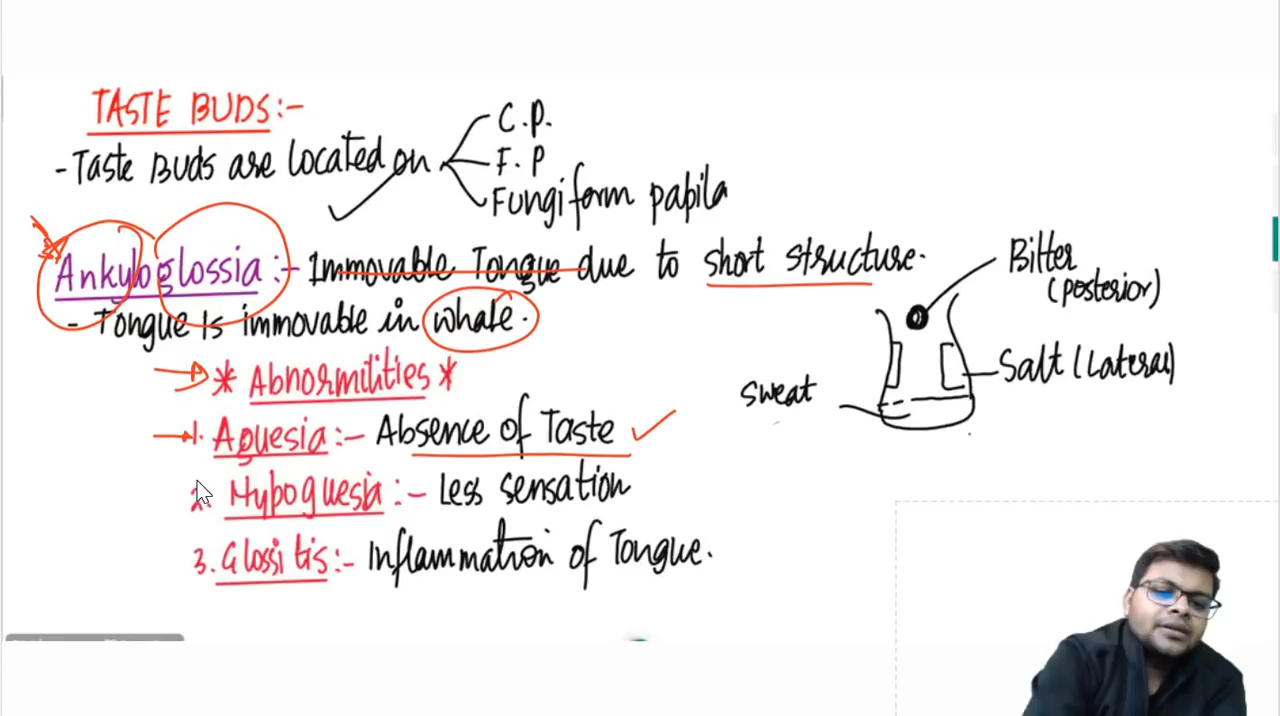 TASTE BUDS:-
- Taste Buds are located on
C.P.
F.P
Fungiform papila
Ankyloglossia :- Immovable Tongue due to short structure.
- Tongue Is immovable in whale.
* Abnormilities *
1. Aguesia :- Absence of Taste
2. Hypoguesia :- Less sensation
3. Glossitis :- Inflammation of Tongue.
Bitter
(posterior)
Salt (Lateral)
Sweat